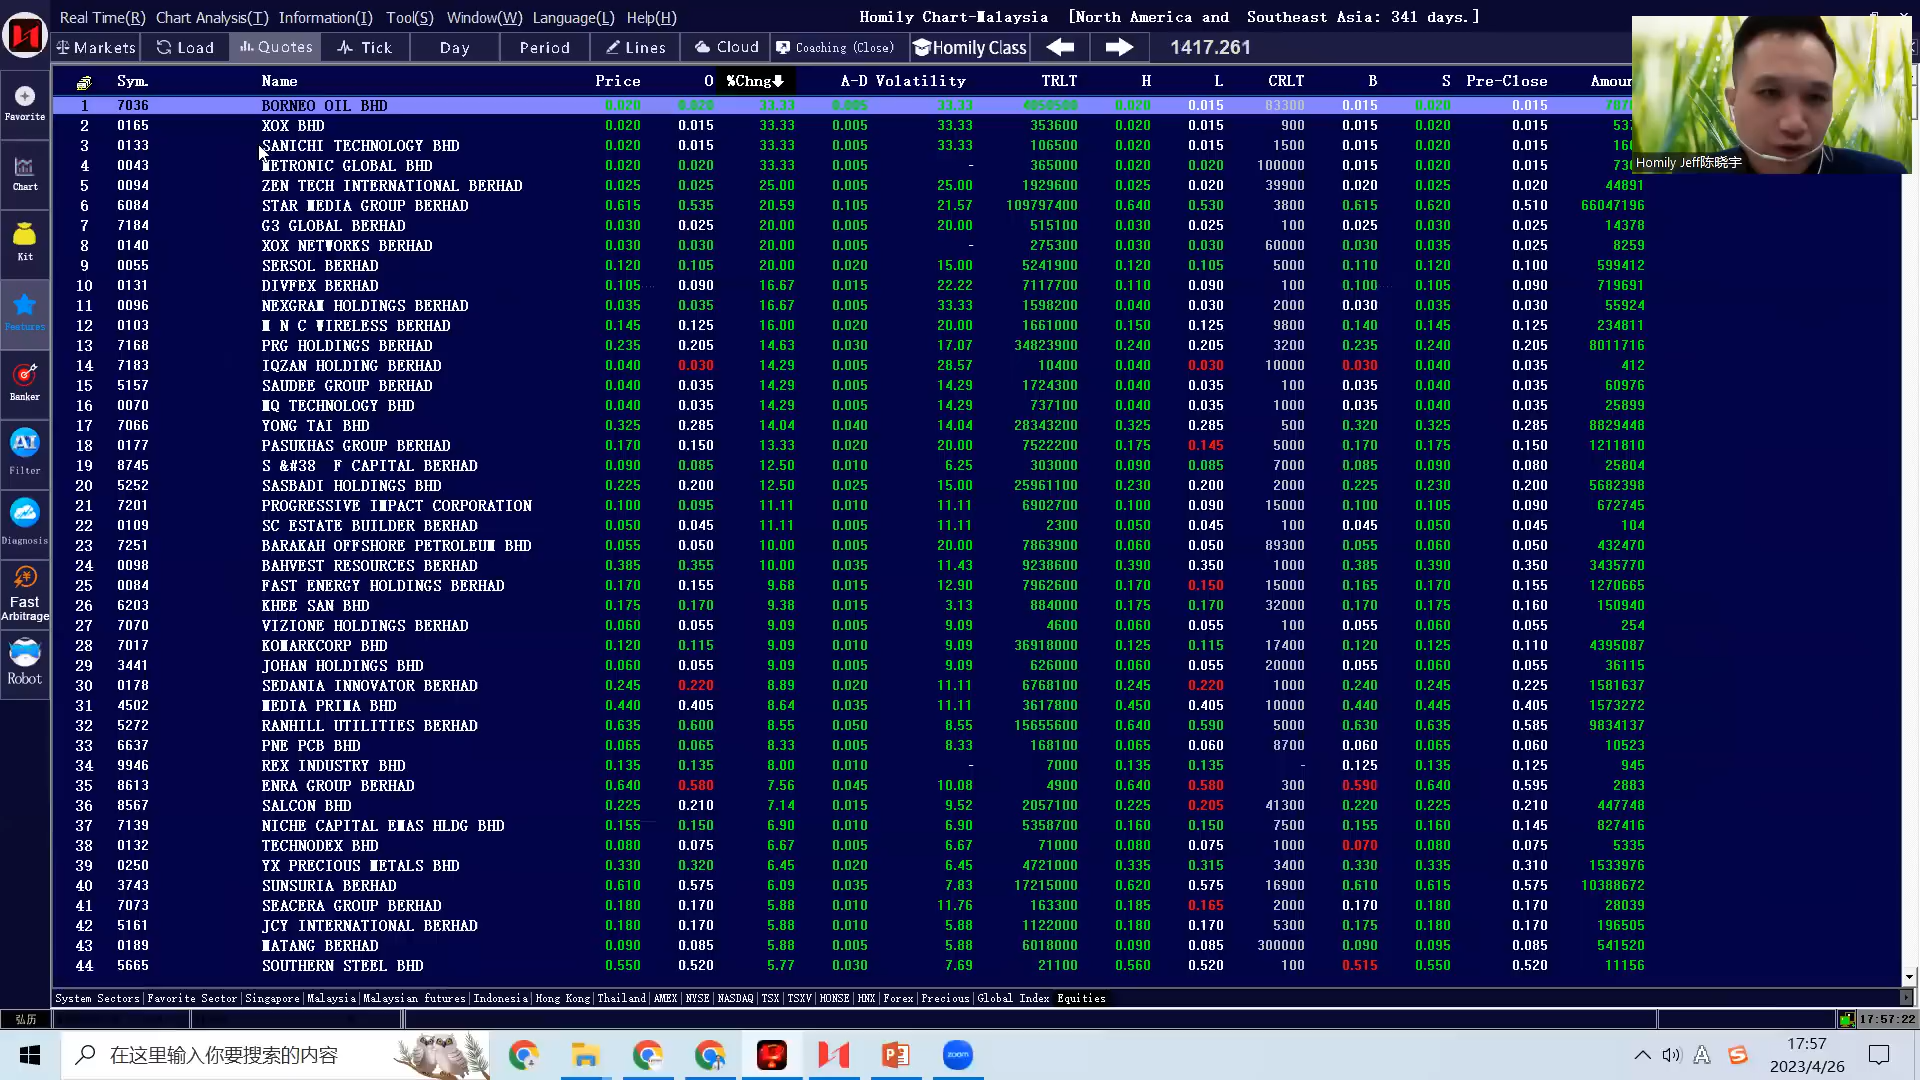 Real Time(R) Chart Analysis(T) Information(I) Tool(S) Window(W) Language(L) Help(H) Homily Chart-Malaysia [North America and Southeast Asia: 341 days.]
Markets Load Quotes Tick Day Period Lines Cloud Coaching (Close) Homily Class 1417.261
Sym. Name Price O %Chng A-D Volatility TRLT H L CRLT B S Pre-Close Amoun
1 7036 BORNEO OIL BHD 0.020 0.020 33.33 0.005 33.33 4050500 0.020 0.015 83300 0.015 0.020 0.015
2 0165 XOX BHD 0.020 0.015 33.33 0.005 33.33 353600 0.020 0.015 900 0.015 0.020 0.015
3 0133 SANICHI TECHNOLOGY BHD 0.020 0.015 33.33 0.005 33.33 106500 0.020 0.015 1500 0.015 0.020 0.015
4 0043 METRONIC GLOBAL BHD 0.020 0.020 33.33 0.005 - 365000 0.020 0.020 100000 0.015 0.020 0.015
5 0094 ZEN TECH INTERNATIONAL BERHAD 0.025 0.025 25.00 0.005 25.00 1929600 0.025 0.020 39900 0.020 0.025 0.020 44891
6 6084 STAR MEDIA GROUP BERHAD 0.615 0.535 20.59 0.105 21.57 109797400 0.640 0.530 3800 0.615 0.620 0.510 66047196
7 7184 G3 GLOBAL BERHAD 0.030 0.025 20.00 0.005 20.00 515100 0.030 0.025 100 0.025 0.030 0.025 14378
8 0140 XOX NETWORKS BERHAD 0.030 0.030 20.00 0.005 - 275300 0.030 0.030 60000 0.030 0.035 0.025 8259
9 0055 SERSOL BERHAD 0.120 0.105 20.00 0.020 15.00 5241900 0.120 0.105 5000 0.110 0.120 0.100 599412
10 0131 DIVFEX BERHAD 0.105 0.090 16.67 0.015 22.22 7117700 0.110 0.090 100 0.100 0.105 0.090 719691
11 0096 NEXGRAM HOLDINGS BERHAD 0.035 0.035 16.67 0.005 33.33 1598200 0.040 0.030 2000 0.030 0.035 0.030 55924
12 0103 M N C WIRELESS BERHAD 0.145 0.125 16.00 0.020 20.00 1661000 0.150 0.125 9800 0.140 0.145 0.125 234811
13 7168 PRG HOLDINGS BERHAD 0.235 0.205 14.63 0.030 17.07 34823900 0.240 0.205 3200 0.235 0.240 0.205 8011716
14 7183 IQZAN HOLDING BERHAD 0.040 0.030 14.29 0.005 28.57 10400 0.040 0.030 10000 0.030 0.040 0.035 412
15 5157 SAUDEE GROUP BERHAD 0.040 0.035 14.29 0.005 14.29 1724300 0.040 0.035 100 0.035 0.040 0.035 60976
16 0070 MQ TECHNOLOGY BHD 0.040 0.035 14.29 0.005 14.29 737100 0.040 0.035 1000 0.035 0.040 0.035 25899
17 7066 YONG TAI BHD 0.325 0.285 14.04 0.040 14.04 28343200 0.325 0.285 500 0.320 0.325 0.285 8829448
18 0177 PASUKHAS GROUP BERHAD 0.170 0.150 13.33 0.020 20.00 7522200 0.175 0.145 5000 0.170 0.175 0.150 1211810
19 8745 S &#38 F CAPITAL BERHAD 0.090 0.085 12.50 0.010 6.25 303000 0.090 0.085 7000 0.085 0.090 0.080 25804
20 5252 SASBADI HOLDINGS BHD 0.225 0.200 12.50 0.025 15.00 25961100 0.230 0.200 2000 0.225 0.230 0.200 5682398
21 7201 PROGRESSIVE IMPACT CORPORATION 0.100 0.095 11.11 0.010 11.11 6902700 0.100 0.090 15000 0.100 0.105 0.090 672745
22 0109 SC ESTATE BUILDER BERHAD 0.050 0.045 11.11 0.005 11.11 2300 0.050 0.045 100 0.045 0.050 0.045 104
23 7251 BARAKAH OFFSHORE PETROLEUM BHD 0.055 0.050 10.00 0.005 20.00 7863900 0.060 0.050 89300 0.055 0.060 0.050 432470
24 0098 BAHVEST RESOURCES BERHAD 0.385 0.355 10.00 0.035 11.43 9238600 0.390 0.350 1000 0.385 0.390 0.350 3435770
25 0084 FAST ENERGY HOLDINGS BERHAD 0.170 0.155 9.68 0.015 12.90 7962600 0.170 0.150 15000 0.165 0.170 0.155 1270665
26 6203 KHEE SAN BHD 0.175 0.170 9.38 0.015 3.13 884000 0.175 0.170 32000 0.170 0.175 0.160 150940
27 7070 VIZIONE HOLDINGS BERHAD 0.060 0.055 9.09 0.005 9.09 4600 0.060 0.055 100 0.055 0.060 0.055 254
28 7017 KOMARKCORP BHD 0.120 0.115 9.09 0.010 9.09 36918000 0.125 0.115 17400 0.120 0.125 0.110 4395087
29 3441 JOHAN HOLDINGS BHD 0.060 0.055 9.09 0.005 9.09 626000 0.060 0.055 20000 0.055 0.060 0.055 36115
30 0178 SEDANIA INNOVATOR BERHAD 0.245 0.220 8.89 0.020 11.11 6768100 0.245 0.220 1000 0.240 0.245 0.225 1581637
31 4502 MEDIA PRIMA BHD 0.440 0.405 8.64 0.035 11.11 3617800 0.450 0.405 10000 0.440 0.445 0.405 1573272
32 5272 RANHILL UTILITIES BERHAD 0.635 0.600 8.55 0.050 8.55 15655600 0.640 0.590 5000 0.630 0.635 0.585 9834137
33 6637 PNE PCB BHD 0.065 0.065 8.33 0.005 8.33 168100 0.065 0.060 8700 0.060 0.065 0.060 10523
34 9946 REX INDUSTRY BHD 0.135 0.135 8.00 0.010 - 7000 0.135 0.135 - 0.125 0.135 0.125 945
35 8613 ENRA GROUP BERHAD 0.640 0.580 7.56 0.045 10.08 4900 0.640 0.580 300 0.590 0.640 0.595 2883
36 8567 SALCON BHD 0.225 0.210 7.14 0.015 9.52 2057100 0.225 0.205 41300 0.220 0.225 0.210 447748
37 7139 NICHE CAPITAL EMAS HLDG BHD 0.155 0.150 6.90 0.010 6.90 5358700 0.160 0.150 7500 0.155 0.160 0.145 827416
38 0132 TECHNODEX BHD 0.080 0.075 6.67 0.005 6.67 71000 0.080 0.075 1000 0.070 0.080 0.075 5335
39 0250 YX PRECIOUS METALS BHD 0.330 0.320 6.45 0.020 6.45 4721000 0.335 0.315 3400 0.330 0.335 0.310 1533976
40 3743 SUNSURIA BERHAD 0.610 0.575 6.09 0.035 7.83 17215000 0.620 0.575 16900 0.610 0.615 0.575 10388672
41 7073 SEACERA GROUP BERHAD 0.180 0.170 5.88 0.010 11.76 163300 0.185 0.165 2000 0.170 0.180 0.170 28039
42 5161 JCY INTERNATIONAL BERHAD 0.180 0.170 5.88 0.010 5.88 1122000 0.180 0.170 5300 0.175 0.180 0.170 196505
43 0189 MATANG BERHAD 0.090 0.085 5.88 0.005 5.88 6018000 0.090 0.085 300000 0.090 0.095 0.085 541520
44 5665 SOUTHERN STEEL BHD 0.550 0.520 5.77 0.030 7.69 21100 0.560 0.520 100 0.515 0.550 0.520 11156
Favorite
Chart
Kit
Features
Banker
AI
Filter
Diagnosis
Fast
Arbitrage
Robot
Homily Jeff陈晓宇
System Sectors Favorite Sector Singapore Malaysia Malaysian futures Indonesia Hong Kong Thailand AMEX NYSE NASDAQ TSX TSXV HONSE HNX Forex Precious Global Index Equities
弘历 17:57:22
在这里输入你要搜索的内容 zoom 17:57
2023/4/26